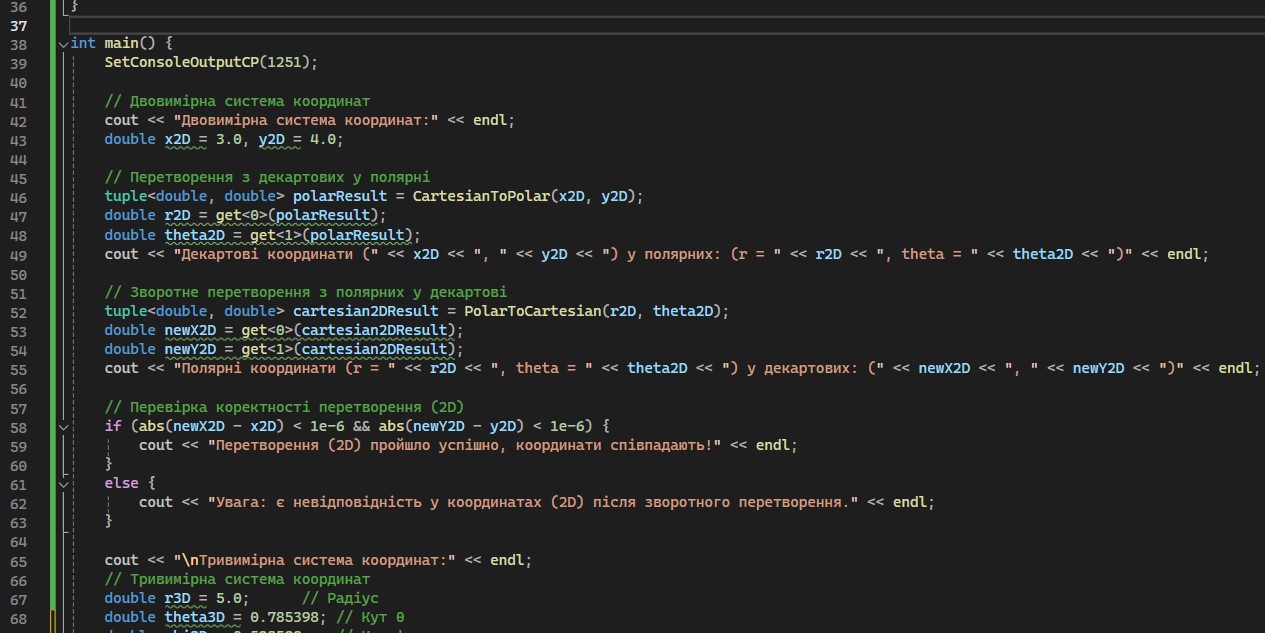 36 }
37
38 int main() {
39 SetConsoleOutputCP(1251);
40
41 // Двовимірна система координат
42 cout << "Двовимірна система координат:" << endl;
43 double x2D = 3.0, y2D = 4.0;
44
45 // Перетворення з декартових у полярні
46 tuple<double, double> polarResult = CartesianToPolar(x2D, y2D);
47 double r2D = get<0>(polarResult);
48 double theta2D = get<1>(polarResult);
49 cout << "Декартові координати (" << x2D << ", " << y2D << ") у полярних: (r = " << r2D << ", theta = " << theta2D << ")" << endl;
50
51 // Зворотне перетворення з полярних у декартові
52 tuple<double, double> cartesian2DResult = PolarToCartesian(r2D, theta2D);
53 double newX2D = get<0>(cartesian2DResult);
54 double newY2D = get<1>(cartesian2DResult);
55 cout << "Полярні координати (r = " << r2D << ", theta = " << theta2D << ") у декартових: (" << newX2D << ", " << newY2D << ")" << endl;
56
57 // Перевірка коректності перетворення (2D)
58 if (abs(newX2D - x2D) < 1e-6 && abs(newY2D - y2D) < 1e-6) {
59 cout << "Перетворення (2D) пройшло успішно, координати співпадають!" << endl;
60 }
61 else {
62 cout << "Увага: є невідповідність у координатах (2D) після зворотного перетворення." << endl;
63 }
64
65 cout << "\nТривимірна система координат:" << endl;
66 // Тривимірна система координат
67 double r3D = 5.0; // Радіус
68 double theta3D = 0.785398; // Кут θ